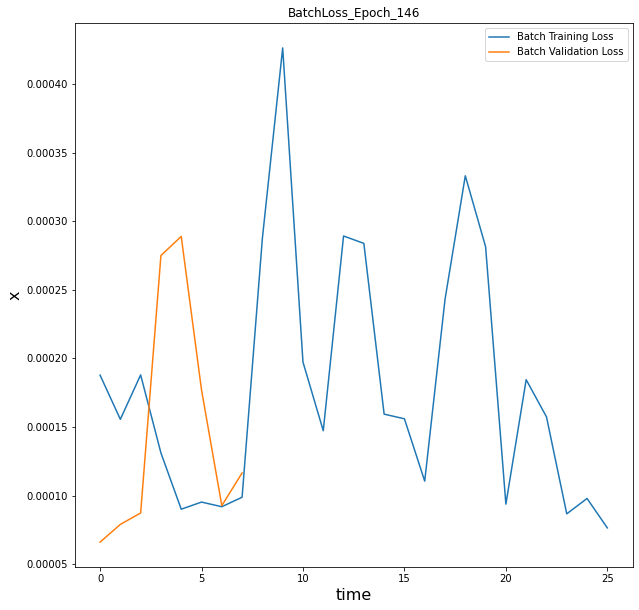 BatchLoss_Epoch_146
Batch Training Loss
Batch Validation Loss
0.00040
0.00035
0.00030
0.00025
0.00020
0.00015
0.00010
0.00005
x
0 5 10 15 20 25
time